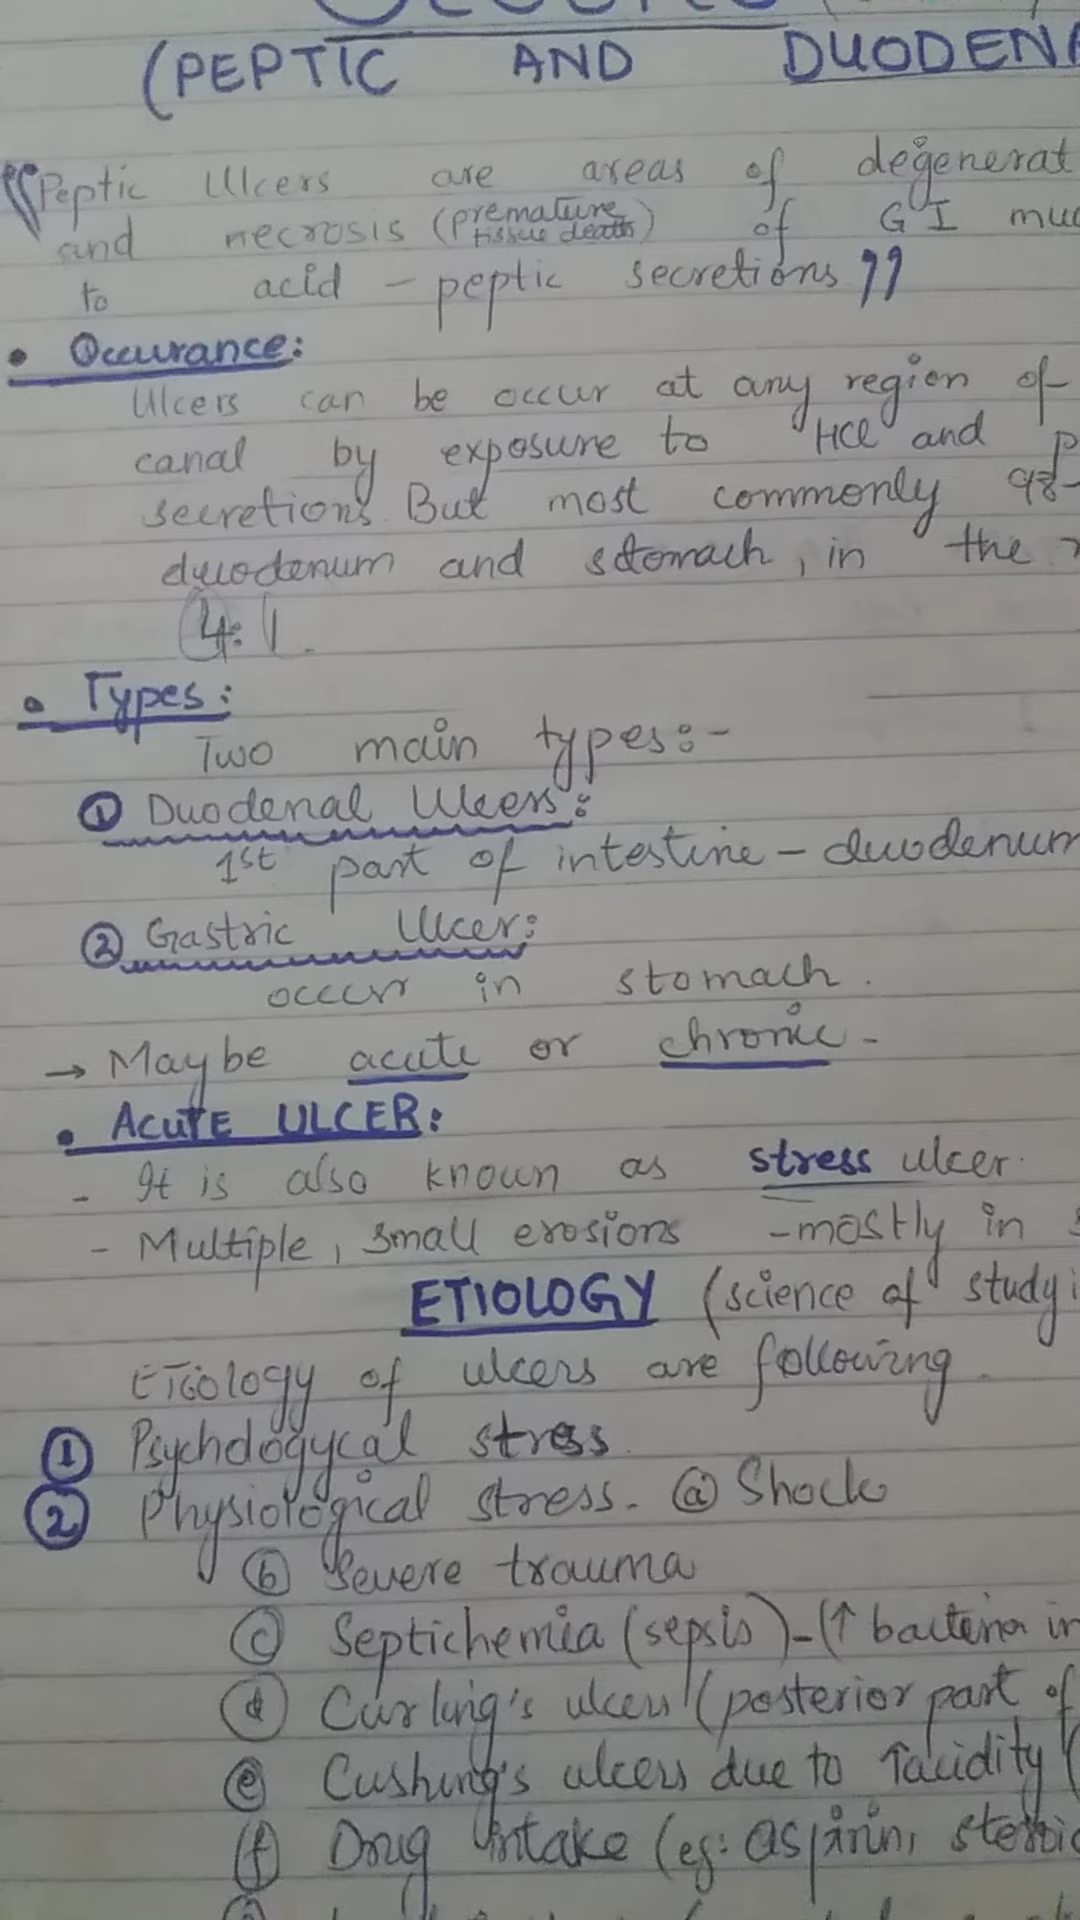 (PEPTIC AND DUODENA
"Peptic Ulcers are areas of degenerat
and necrosis (premature tissue death) of GI muc
to acid - peptic secretions"
• Occurance:
Ulcers can be occur at any region of
canal by exposure to HCl and p
secretions. But most commonly 98-
duodenum and stomach, in the r
4:1.
• Types:
Two main types:-
① Duodenal Ulcers:
1st part of intestine - duodenum
② Gastric Ulcer:
occur in stomach.
→ Maybe acute or chronic -
• ACUTE ULCER:
- It is also known as stress ulcer.
- Multiple, small erosions - mostly in s
ETIOLOGY (science of studyi
Etiology of ulcers are following.
① Psychologycal stress.
② Physiological stress. ⓐ Shock
ⓑ Severe trauma
ⓒ Septichemia (sepsis) - (↑ bacteria in
ⓓ Curling's ulcers (posterior part of
ⓔ Cushing's ulcers due to ↑acidity (
ⓕ Drug intake (eg: aspirin, steroi